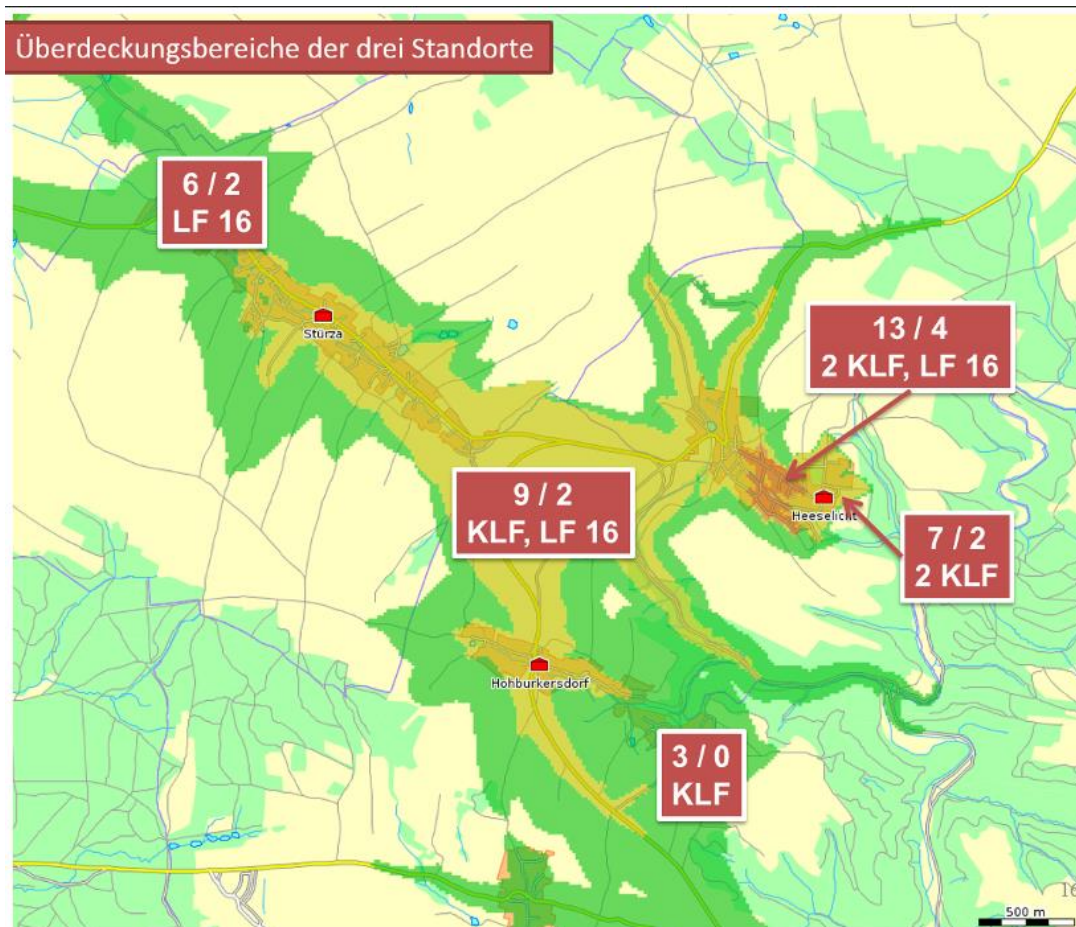 Überdeckungsbereiche der drei Standorte
6 / 2
LF 16
Stürza
13 / 4
2 KLF, LF 16
9 / 2
KLF, LF 16
Heeselicht
7 / 2
2 KLF
Hohburkersdorf
3 / 0
KLF
16
500 m